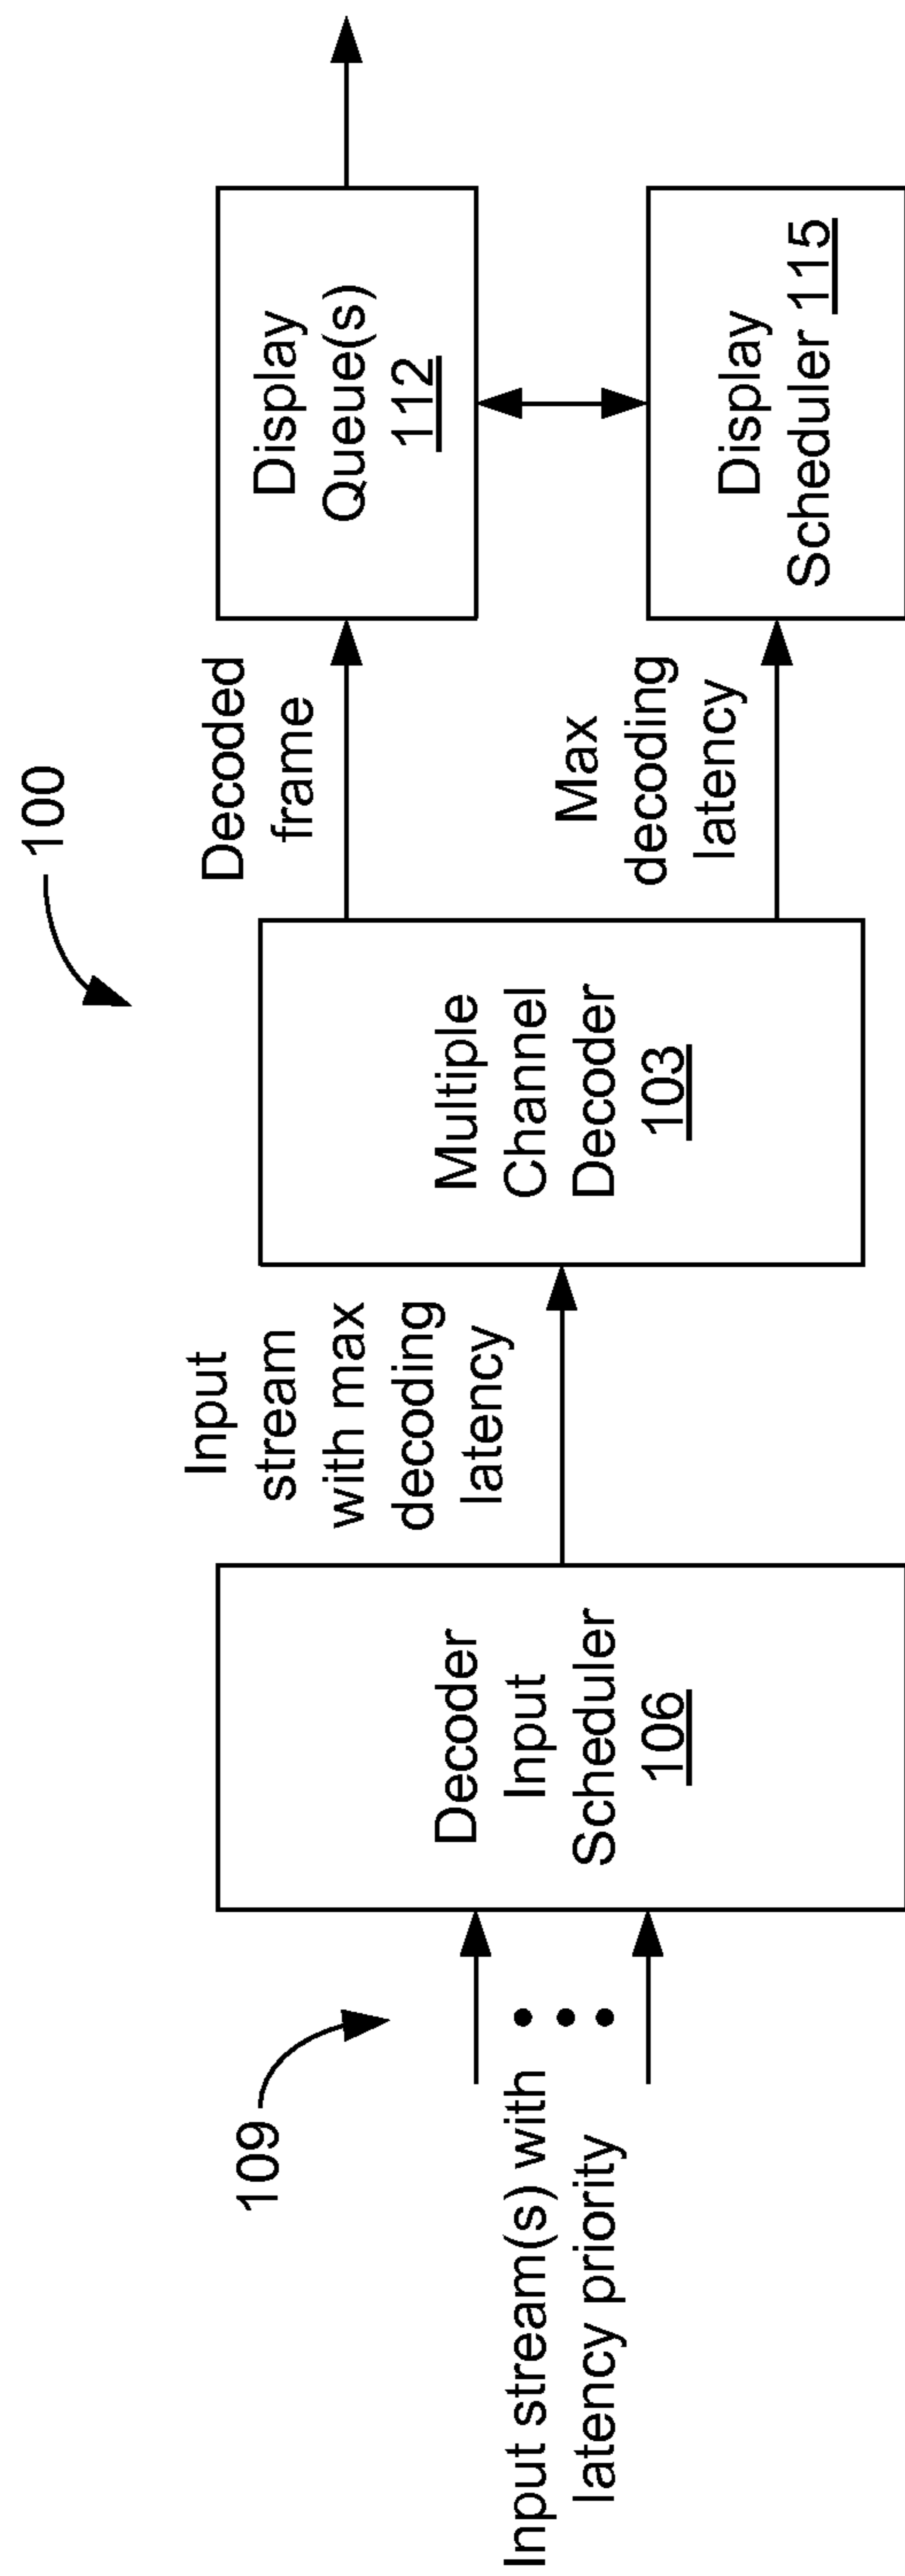 100
109
Input stream(s) with
latency priority
Decoder
Input
Scheduler
106
Input
stream
with max
decoding
latency
Multiple
Channel
Decoder
103
Decoded
frame
Max
decoding
latency
Display
Queue(s)
112
Display
Scheduler 115